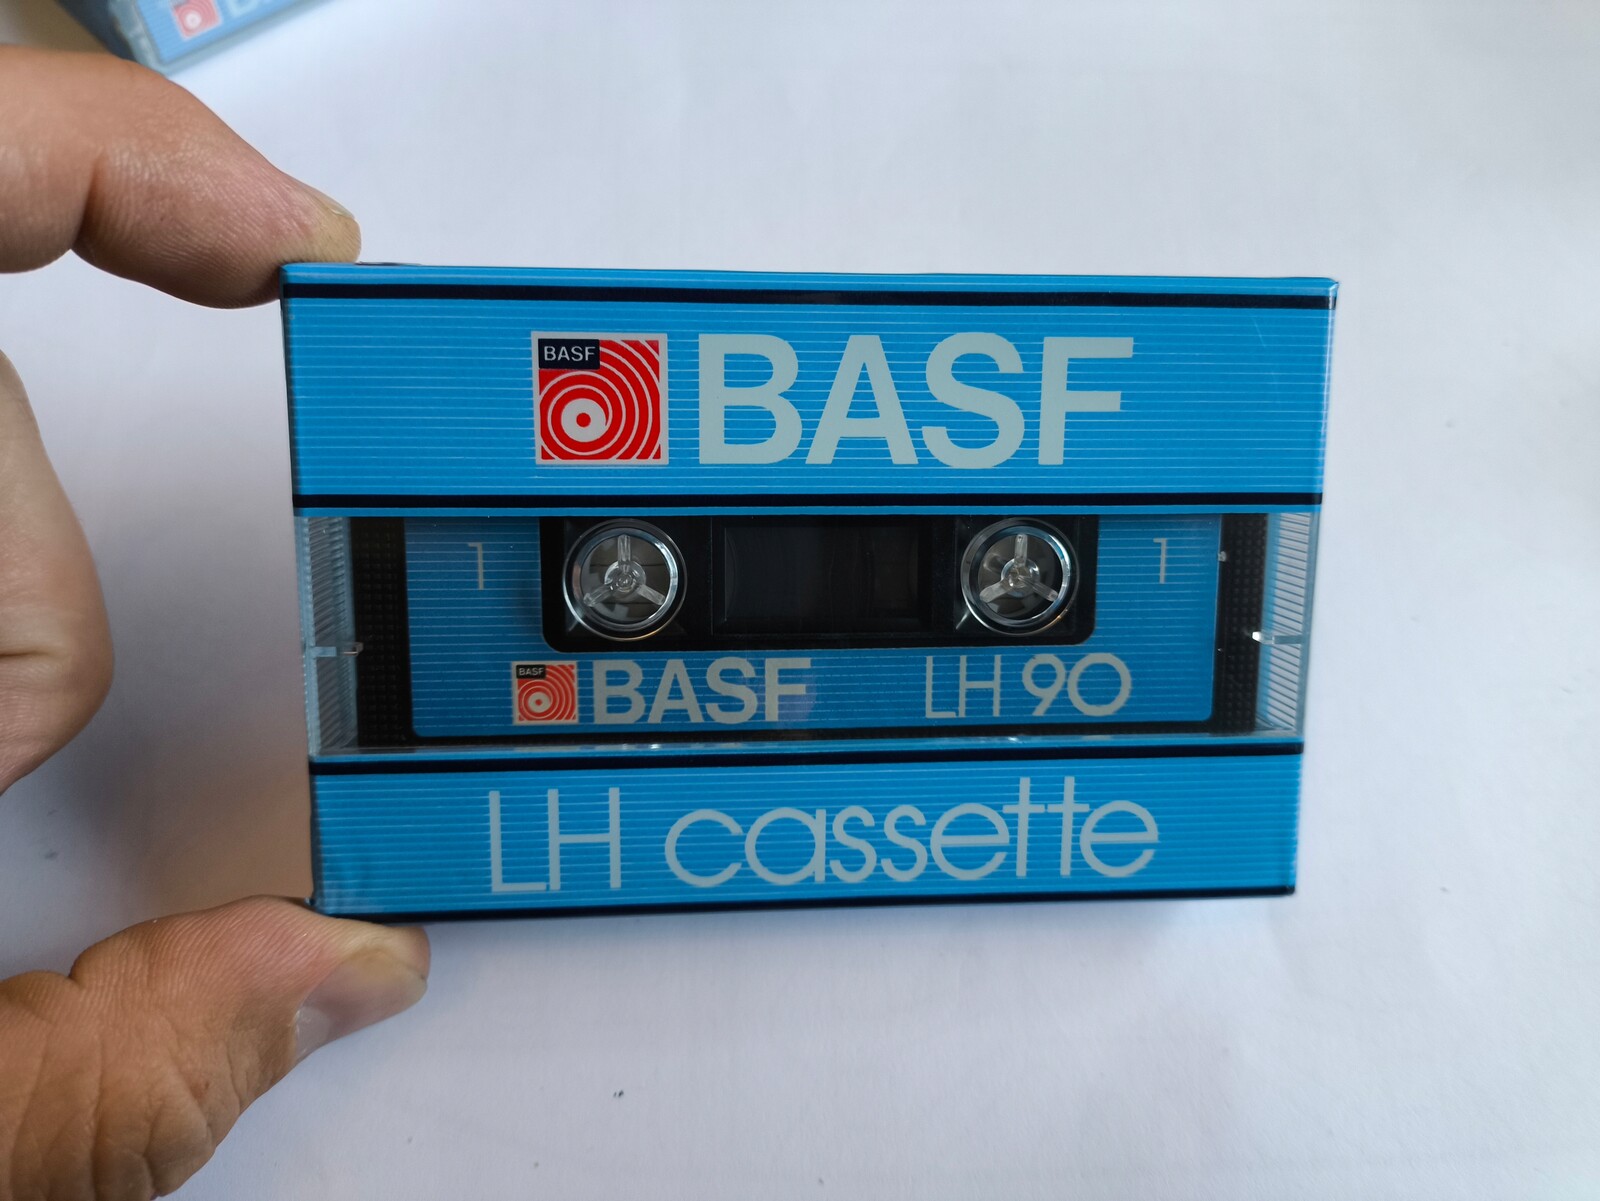 BASF BASF
1 1
BASF BASF LH 90
LH cassette